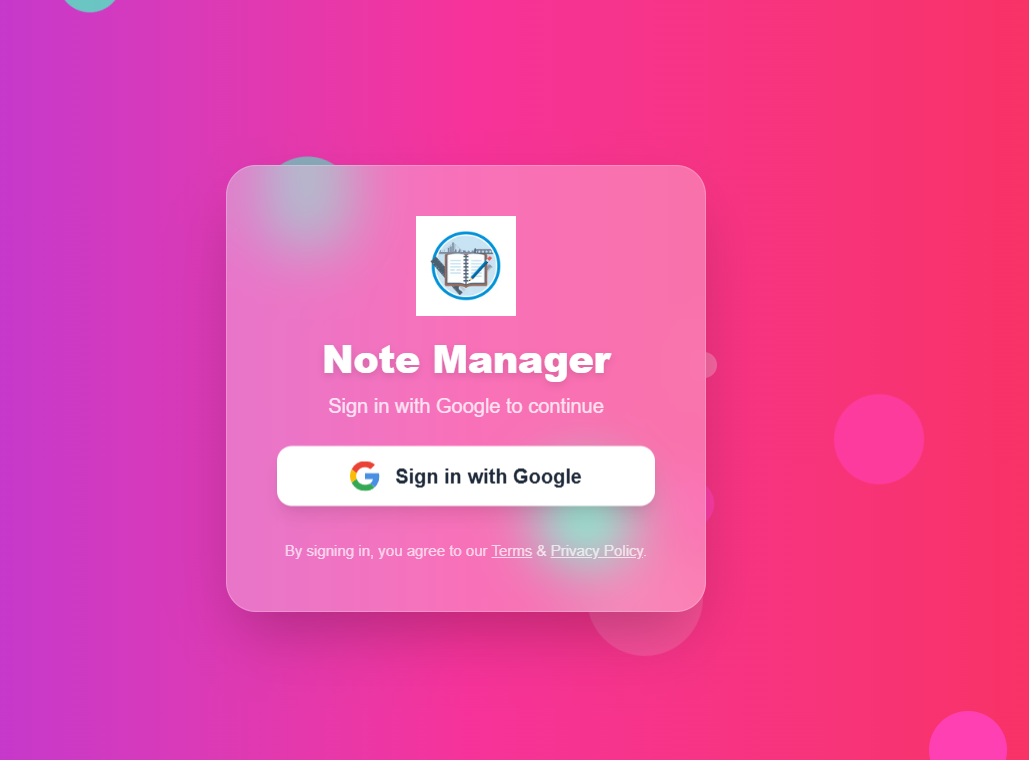 Note Manager
Sign in with Google to continue
Sign in with Google
By signing in, you agree to our Terms & Privacy Policy.